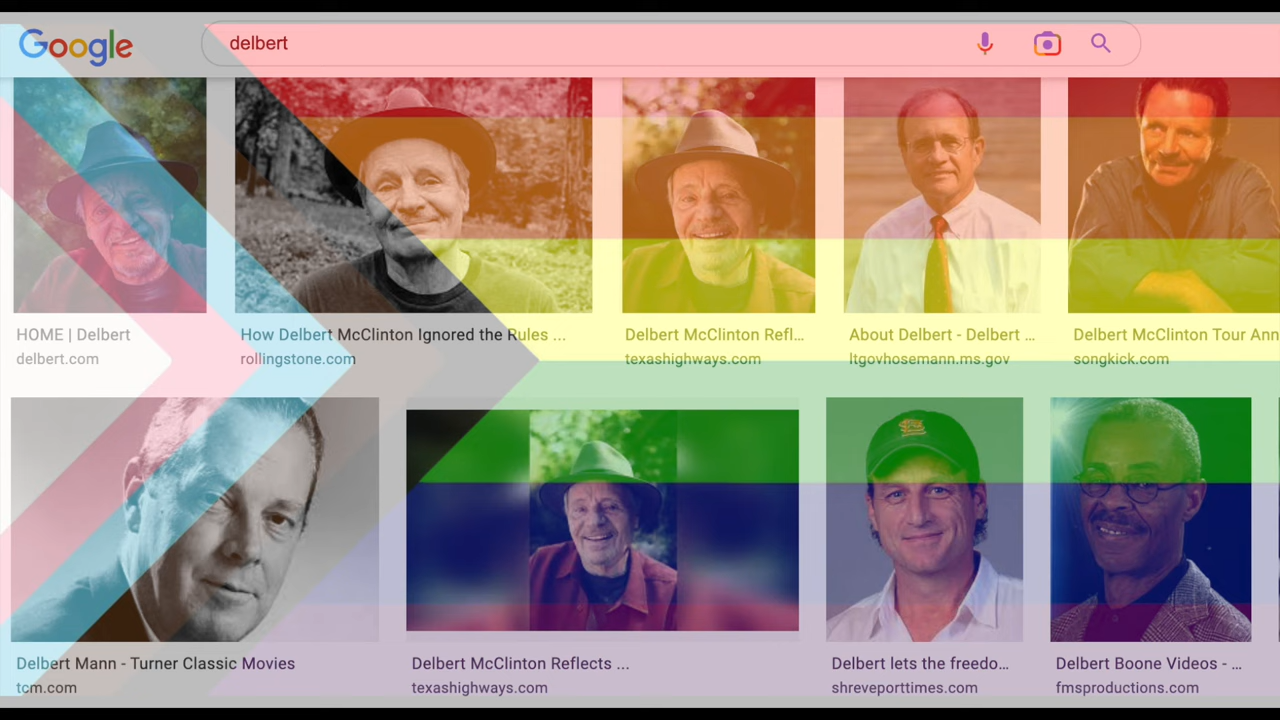 Google
delbert
HOME | Delbert
delbert.com
How Delbert McClinton Ignored the Rules ...
rollingstone.com
Delbert McClinton Refl...
texashighways.com
About Delbert - Delbert ...
ltgovhosemann.ms.gov
Delbert McClinton Tour Ann
songkick.com
Delbert Mann - Turner Classic Movies
tcm.com
Delbert McClinton Reflects ...
texashighways.com
Delbert lets the freedo...
shreveporttimes.com
Delbert Boone Videos - ...
fmsproductions.com